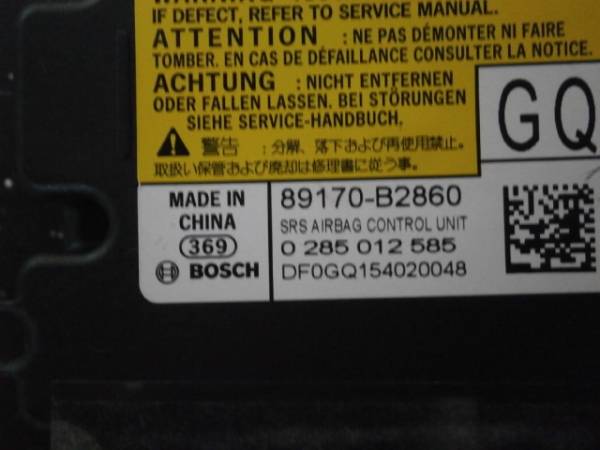 IF DEFECT, REFER TO SERVICE MANUAL.
ATTENTION : NE PAS DÉMONTER NI FAIRE
TOMBER. EN CAS DE DÉFAILLANCE CONSULTER LA NOTICE.
ACHTUNG : NICHT ENTFERNEN
ODER FALLEN LASSEN. BEI STÖRUNGEN
SIEHE SERVICE-HANDBUCH.
警告 : 分解、落下および再使用禁止。
取扱い保管および廃却は修理書に従う事。
GQ
MADE IN
CHINA
369
BOSCH
89170-B2860
SRS AIRBAG CONTROL UNIT
0 285 012 585
DF0GQ154020048